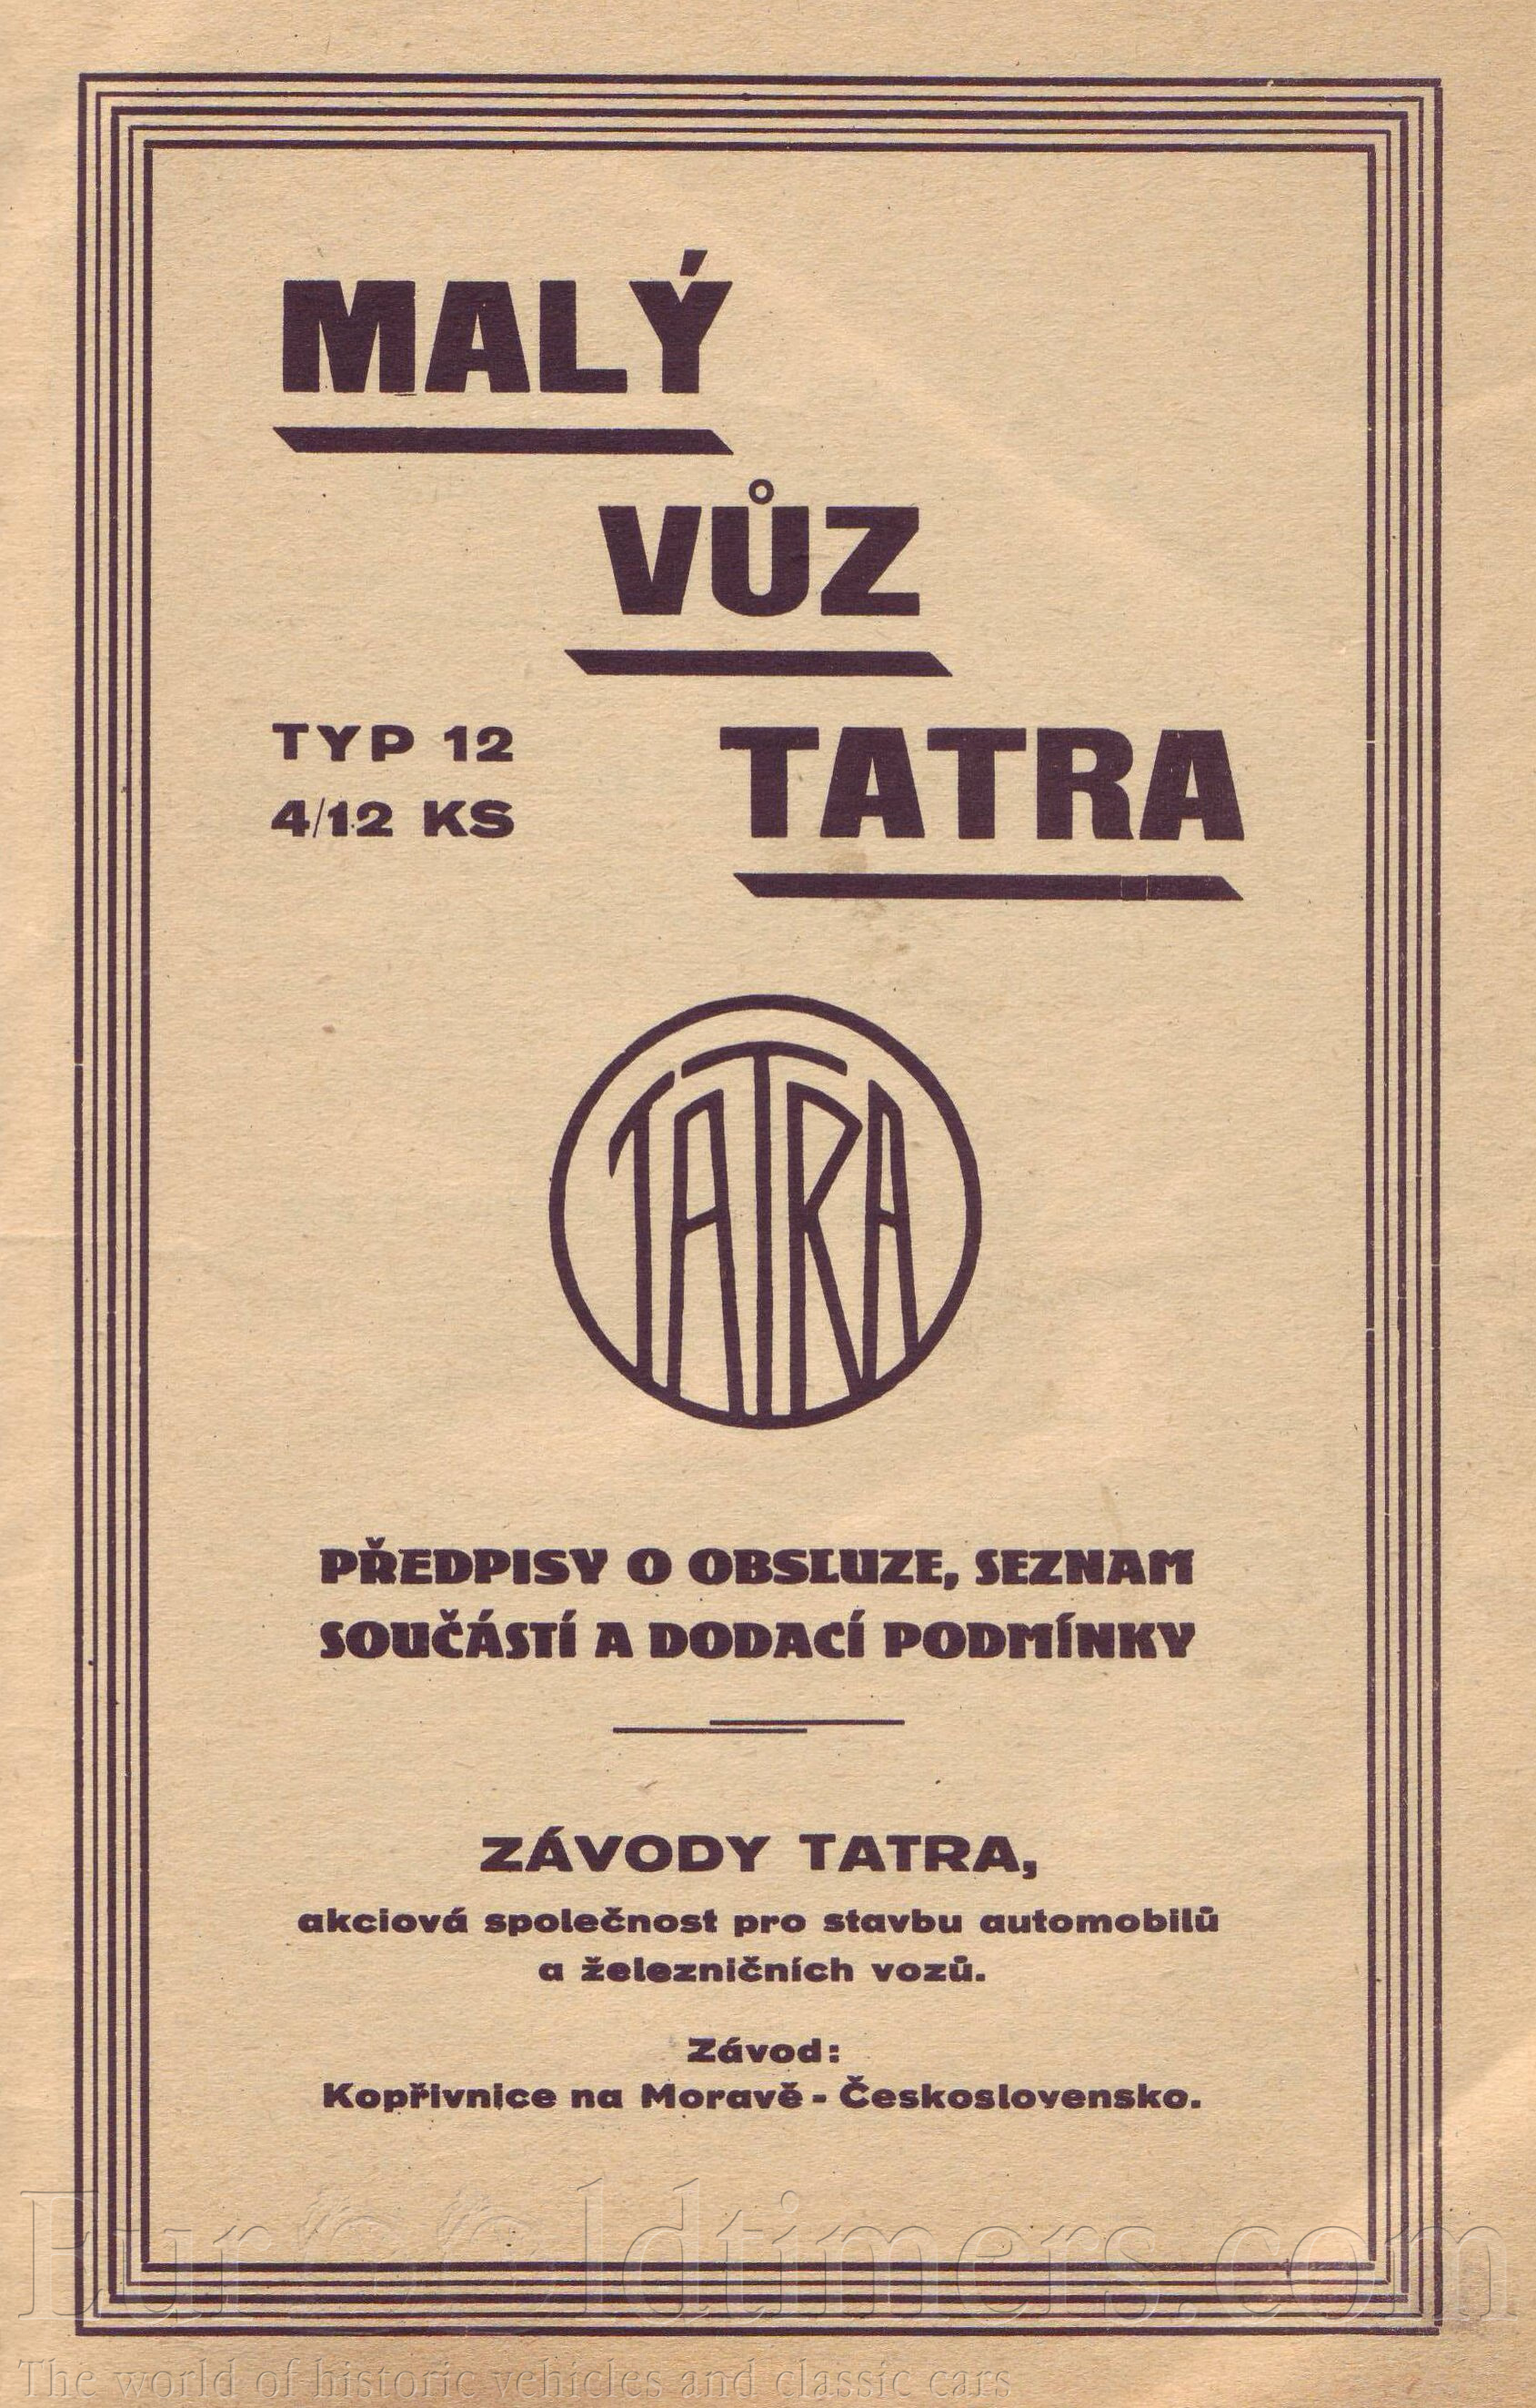 MALÝ
VŮZ
TYP 12
4/12 KS
TATRA
TATRA
PŘEDPISY O OBSLUZE, SEZNAM
SOUČÁSTÍ A DODACÍ PODMÍNKY
ZÁVODY TATRA,
akciová společnost pro stavbu automobilů
a železničních vozů.
Závod:
Kopřivnice na Moravě - Československo.
EurOOldtimers.com
The world of historic vehicles and classic cars